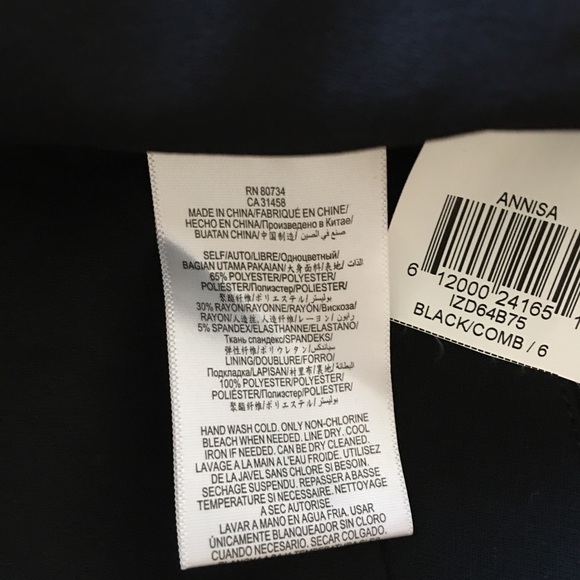 RN 80734
CA 31458
MADE IN CHINA/FABRIQUÉ EN CHINE/
HECHO EN CHINA/Произведено в Китае/
BUATAN CHINA/中国制造/ صنع في الصين
SELF/AUTO/LIBRE/Одноцветный/
BAGIAN UTAMA PAKAIAN/大身面料/表地/ الذات
65% POLYESTER/POLYESTER/
POLIÉSTER/Полиэстер/POLIESTER/
聚酯纤维/ポリエステル/ بوليستر
30% RAYON/RAYONNE/RAYÓN/Вискоза/
RAYON/人造丝,人造纤维/レーヨン/ رايون
5% SPANDEX/ELASTHANNE/ELASTANO/
Ткань спандекс/SPANDEKS/
弹性纤维/ポリウレタン/ سباندكس
LINING/DOUBLURE/FORRO/
Подкладка/LAPISAN/衬里布/裏地/ البطانة
100% POLYESTER/POLYESTER/
POLIÉSTER/Полиэстер/POLIESTER/
聚酯纤维/ポリエステル/ بوليستر
HAND WASH COLD. ONLY NON-CHLORINE
BLEACH WHEN NEEDED. LINE DRY. COOL
IRON IF NEEDED. CAN BE DRY CLEANED.
LAVAGE A LA MAIN A L'EAU FROIDE. UTILISEZ
DE LA JAVEL SANS CHLORE SI BESOIN.
SECHAGE SUSPENDU. REPASSER A BASSE
TEMPERATURE SI NECESSAIRE. NETTOYAGE
A SEC AUTORISE.
LAVAR A MANO EN AGUA FRIA. USAR
ÚNICAMENTE BLANQUEADOR SIN CLORO
CUANDO NECESARIO. SECAR COLGADO.
ANNISA
6 12000 24165 1
IZD64B75
BLACK/COMB / 6